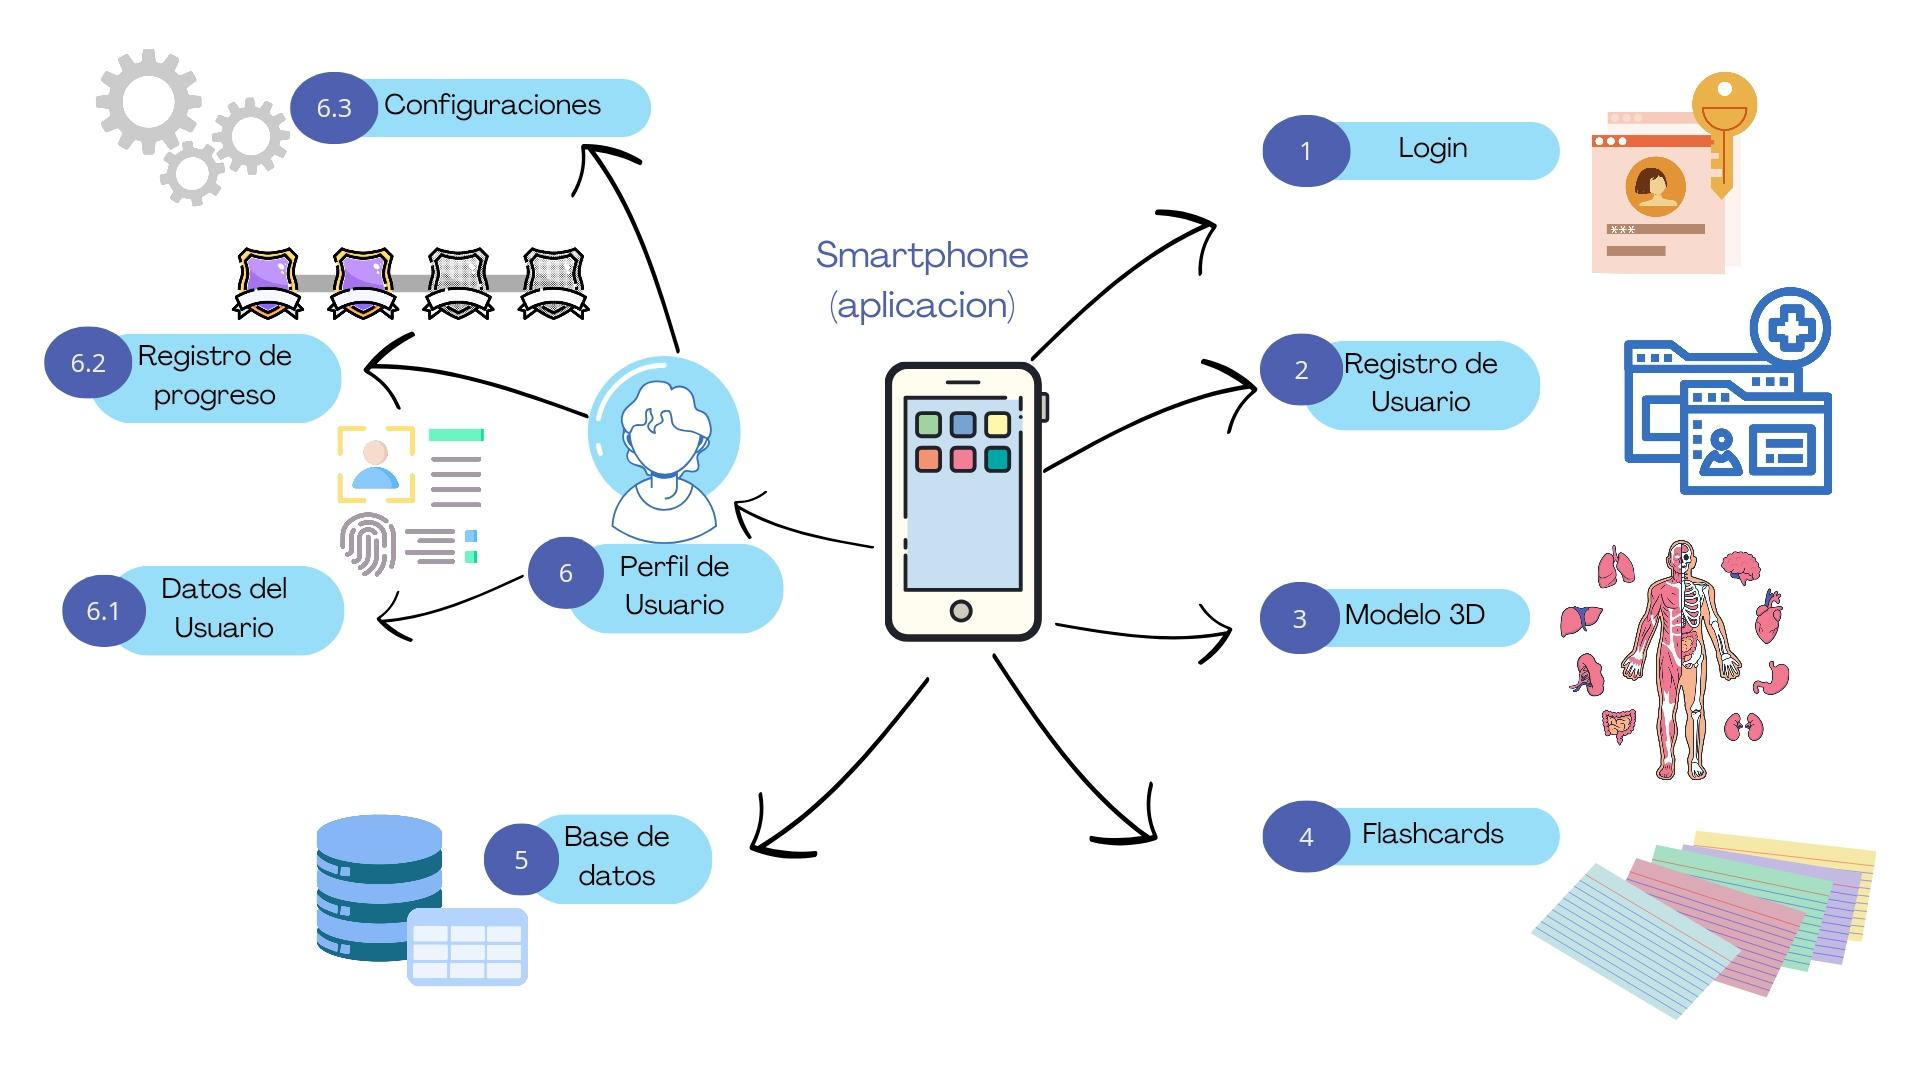 Smartphone
(aplicacion)
1
Login
***
2
Registro de
Usuario
3
Modelo 3D
4
Flashcards
5
Base de
datos
6
Perfil de
Usuario
6.1
Datos del
Usuario
6.2
Registro de
progreso
6.3
Configuraciones